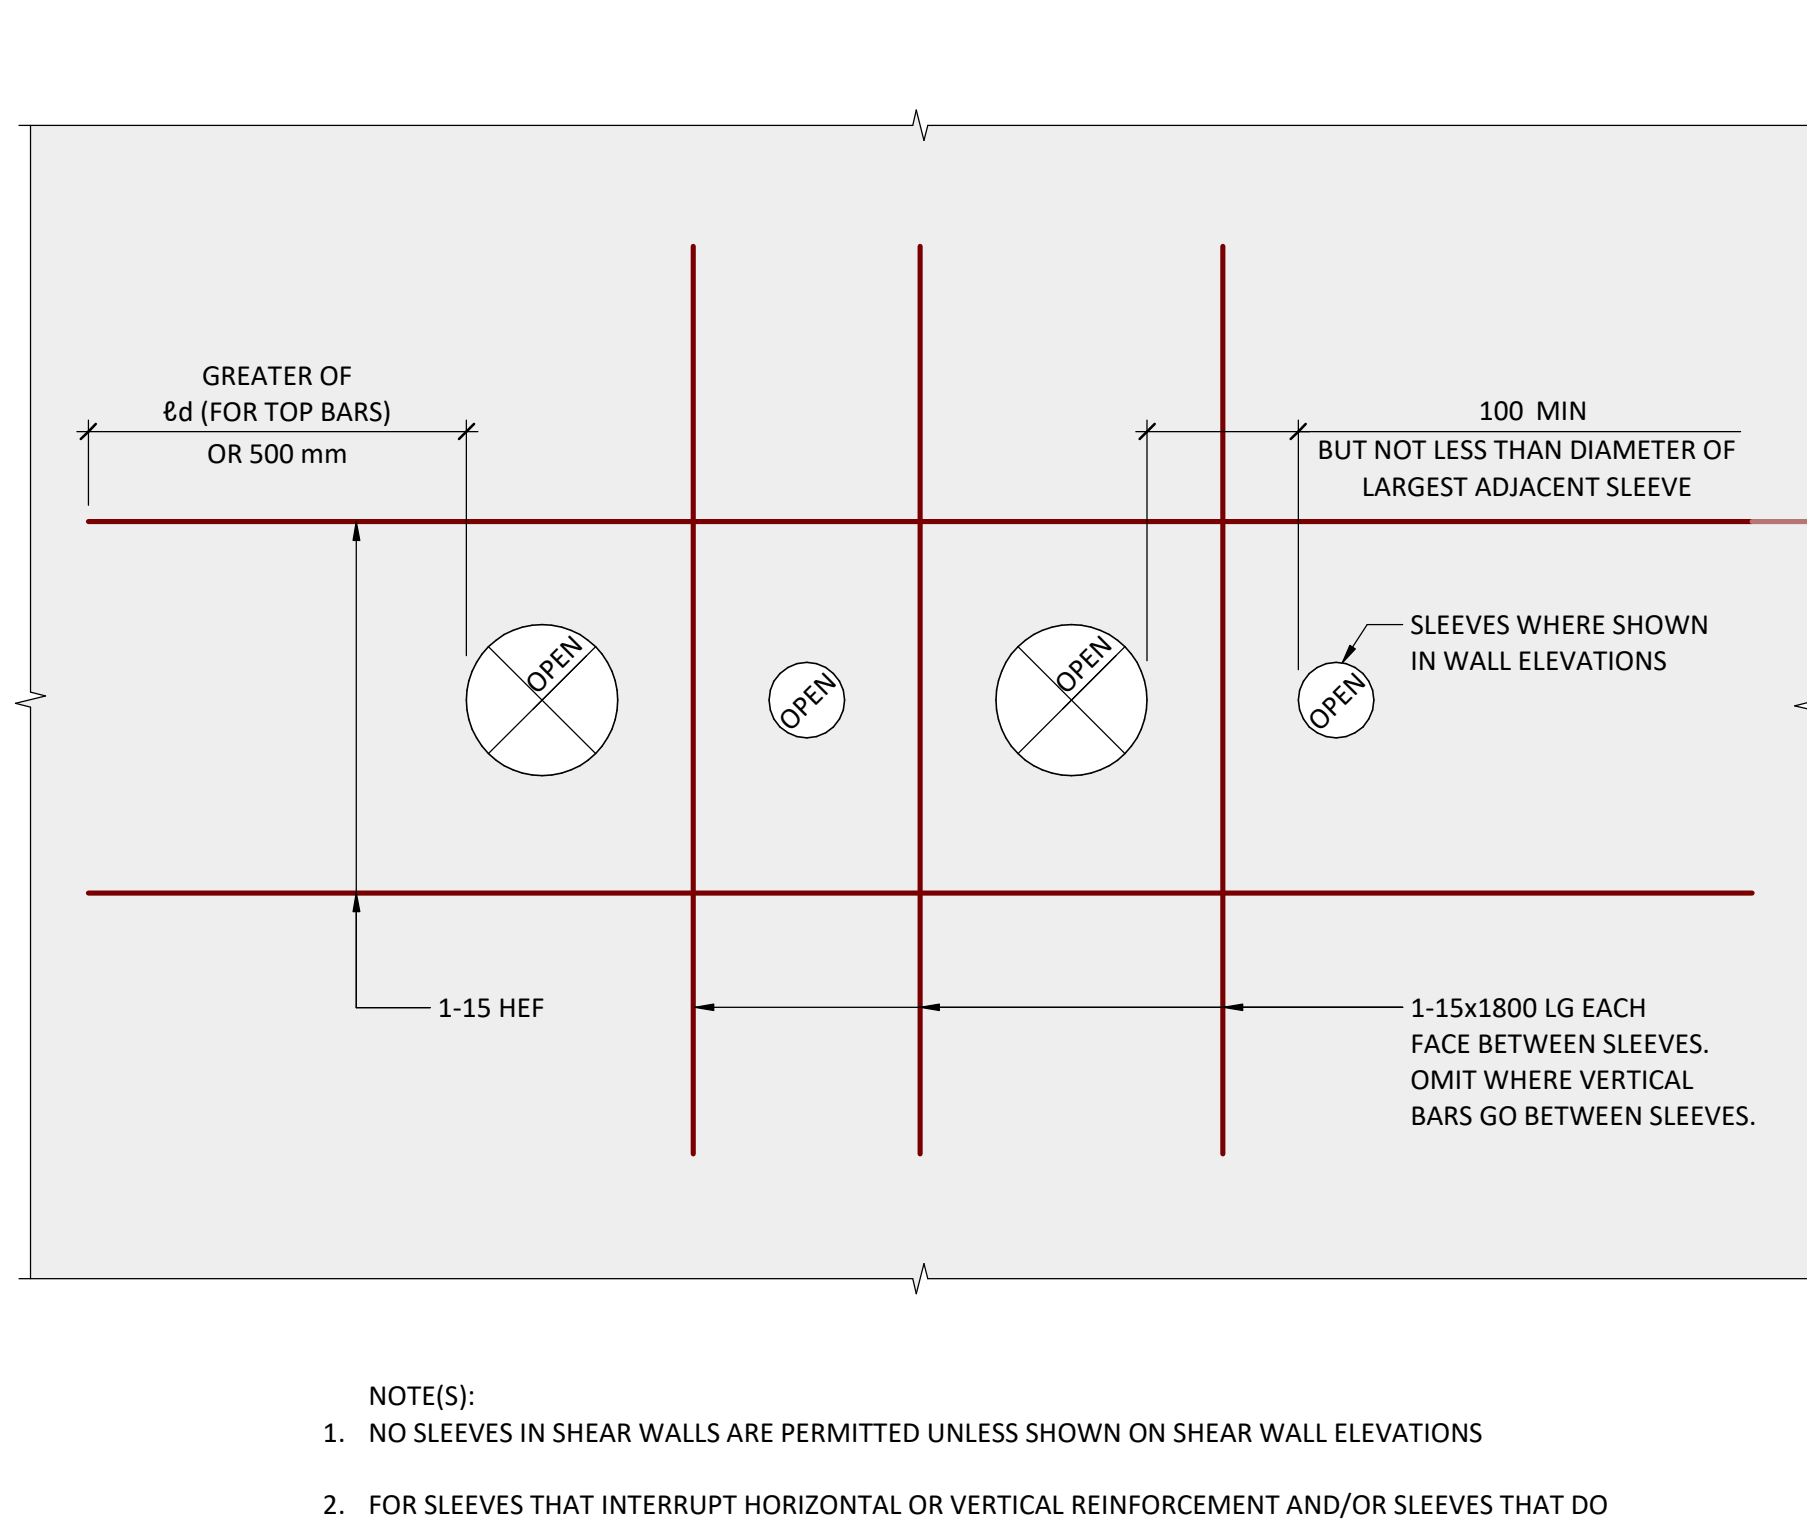 GREATER OF
ℓd (FOR TOP BARS)
OR 500 mm
100 MIN
BUT NOT LESS THAN DIAMETER OF
LARGEST ADJACENT SLEEVE
OPEN
OPEN
OPEN
OPEN
SLEEVES WHERE SHOWN
IN WALL ELEVATIONS
1-15 HEF
1-15x1800 LG EACH
FACE BETWEEN SLEEVES.
OMIT WHERE VERTICAL
BARS GO BETWEEN SLEEVES.
NOTE(S):
1. NO SLEEVES IN SHEAR WALLS ARE PERMITTED UNLESS SHOWN ON SHEAR WALL ELEVATIONS
2. FOR SLEEVES THAT INTERRUPT HORIZONTAL OR VERTICAL REINFORCEMENT AND/OR SLEEVES THAT DO